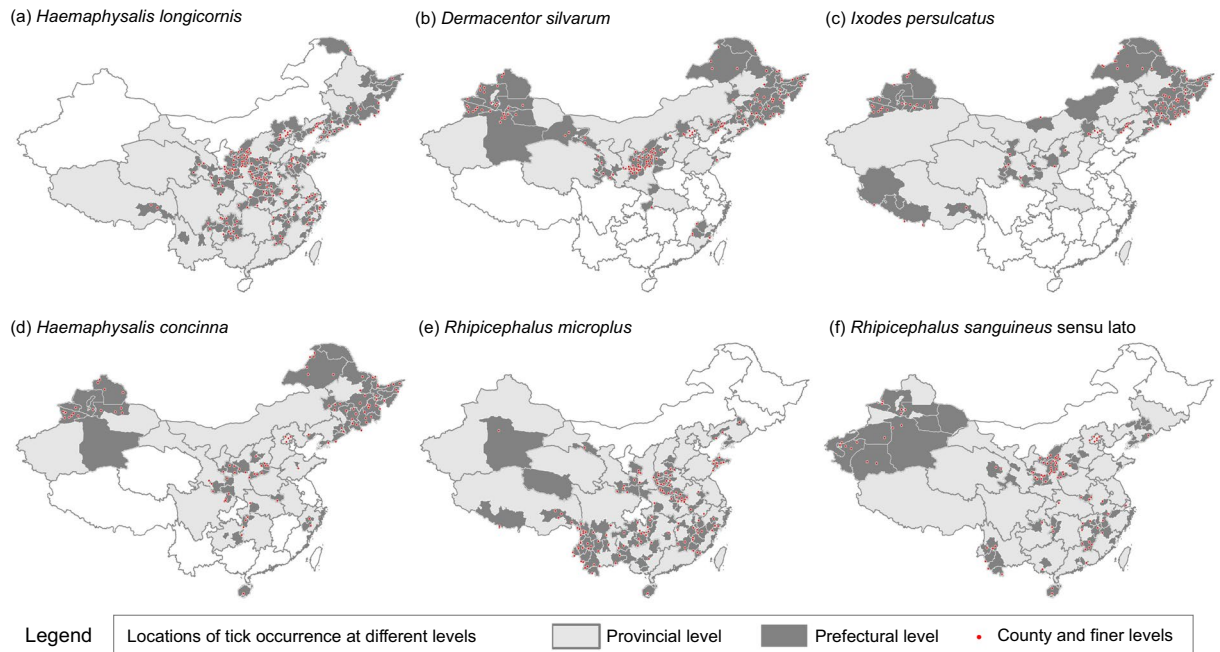 (a) Haemaphysalis longicornis
(b) Dermacentor silvarum
(c) Ixodes persulcatus
(d) Haemaphysalis concinna
(e) Rhipicephalus microplus
(f) Rhipicephalus sanguineus sensu lato
Legend
Locations of tick occurrence at different levels
Provincial level
Prefectural level
County and finer levels